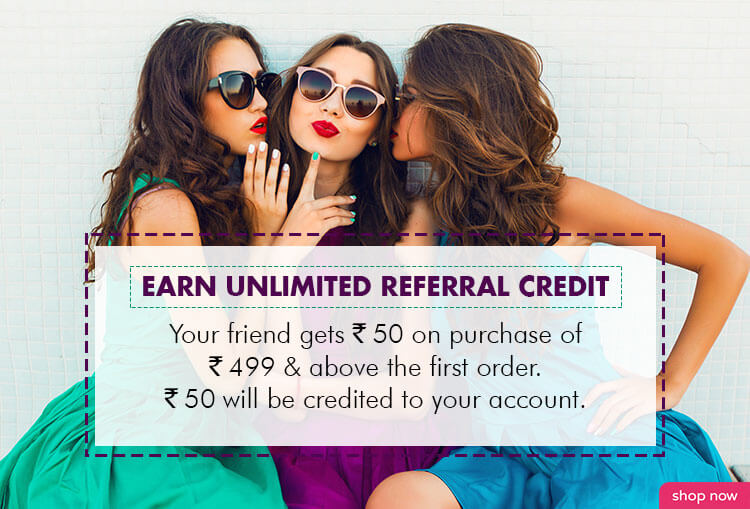 EARN UNLIMITED REFERRAL CREDIT
Your friend gets ₹ 50 on purchase of
₹ 499 & above the first order.
₹ 50 will be credited to your account.
shop now